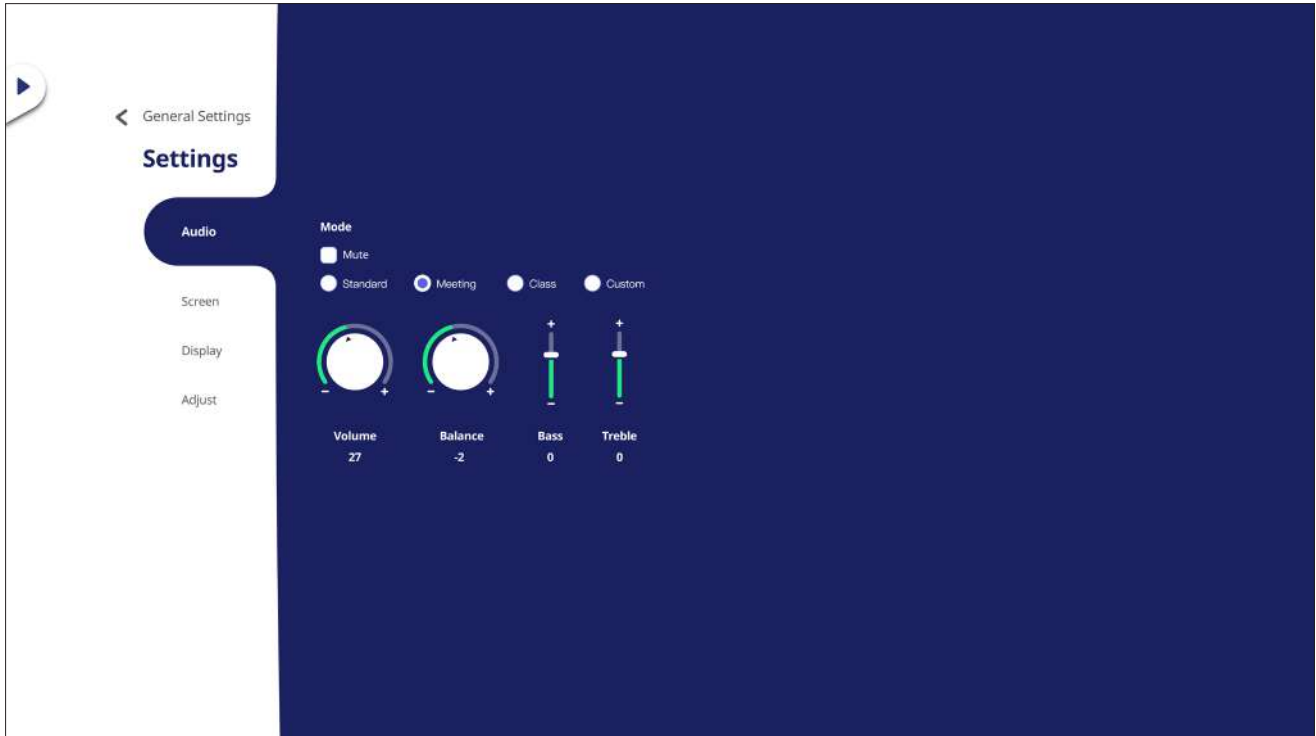 General Settings
Settings
Audio
Screen
Display
Adjust
Mode
Mute
Standard Meeting Class Custom
+ +
- + - + - -
Volume Balance Bass Treble
27 -2 0 0